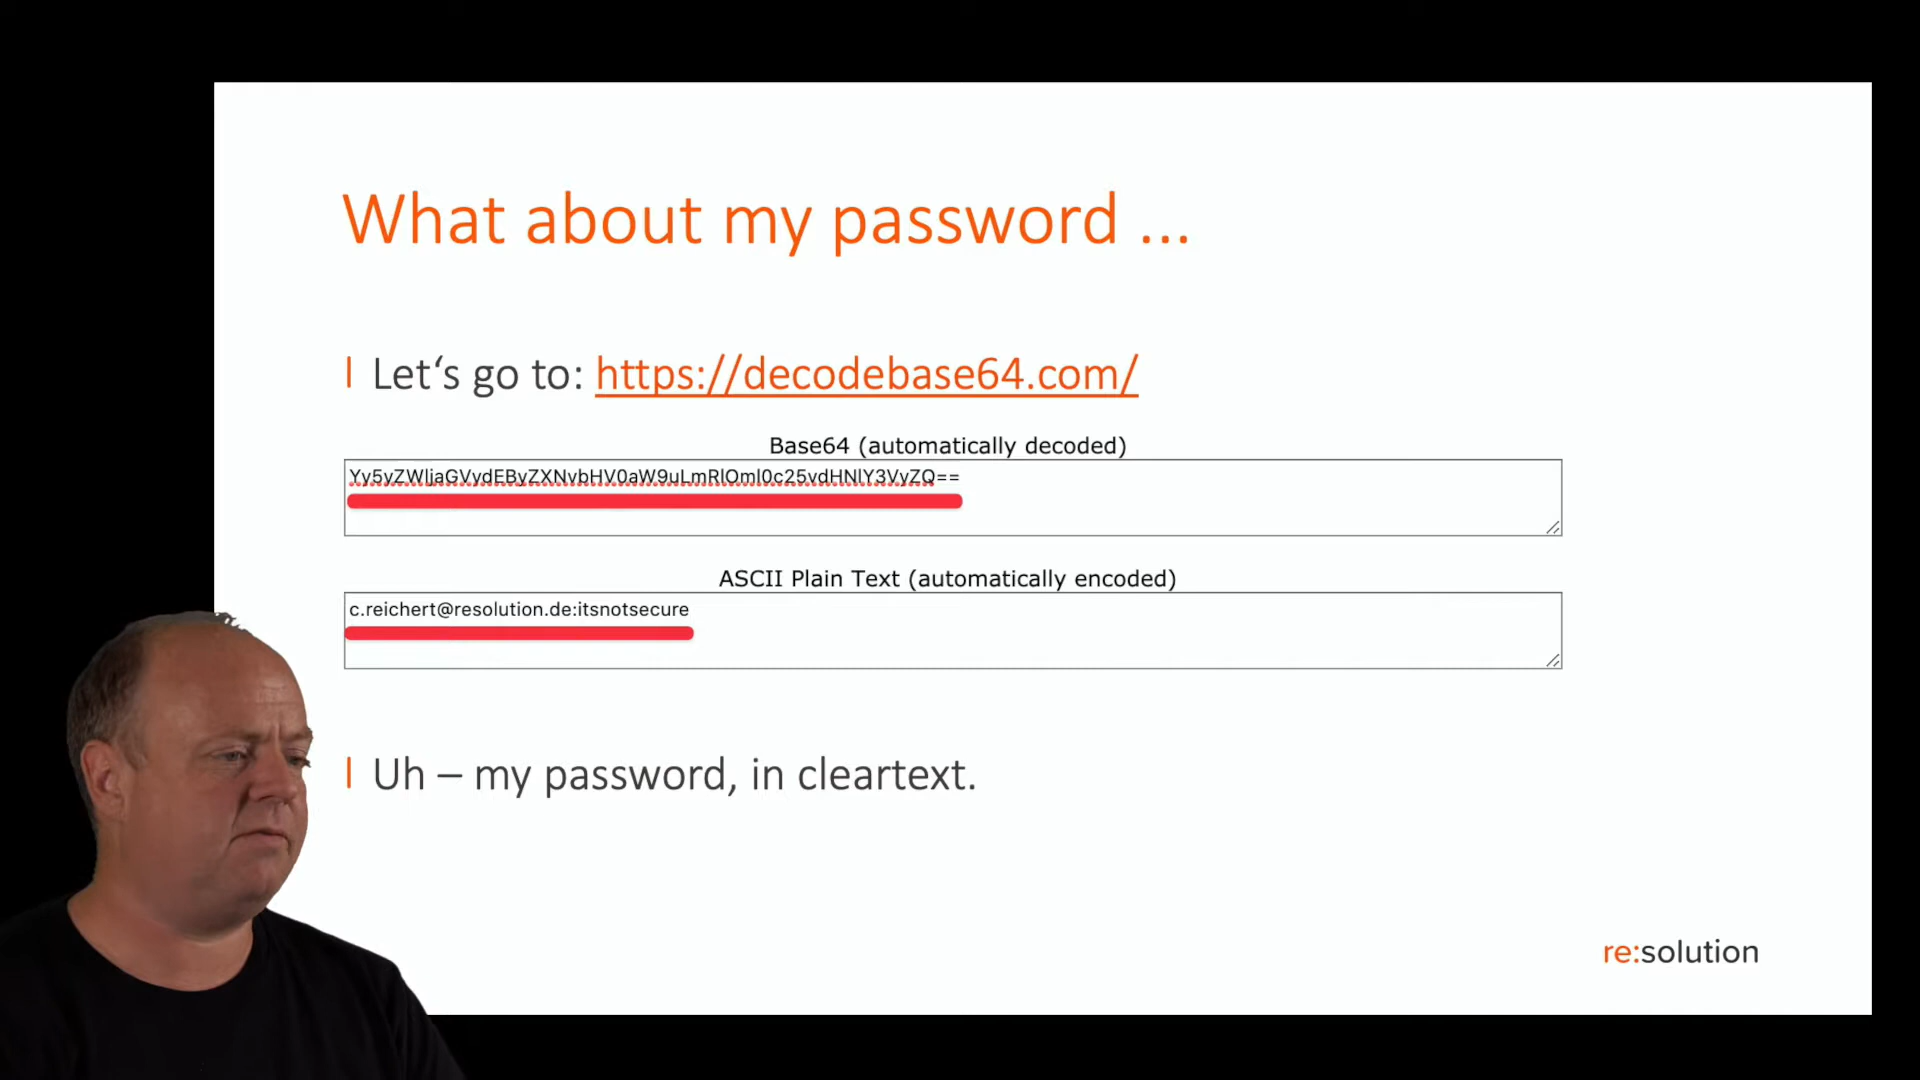 What about my password ...
Let‘s go to: https://decodebase64.com/
Base64 (automatically decoded)
Yy5yZWljaGVydEByZXNvbHV0aW9uLmRlOml0c25vdHNlY3VyZQ==
ASCII Plain Text (automatically encoded)
c.reichert@resolution.de:itsnotsecure
Uh – my password, in cleartext.
re:solution